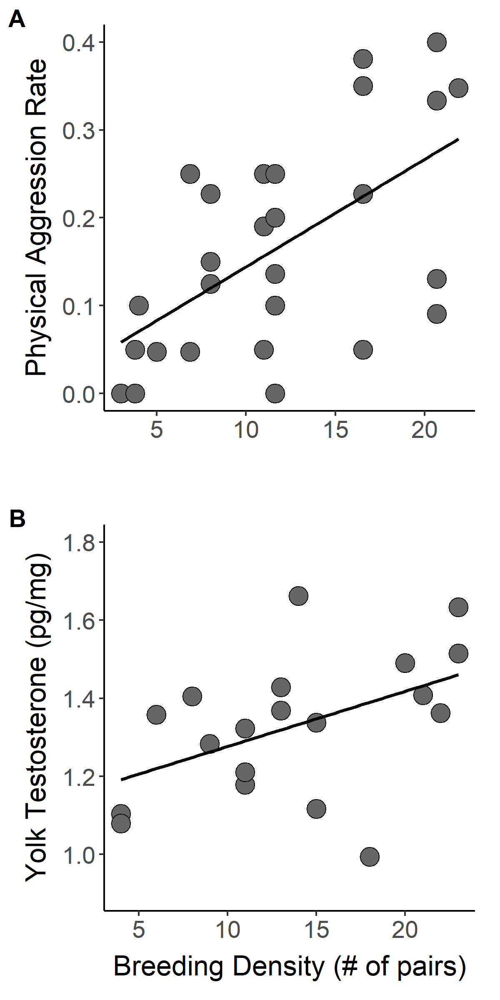 A
Physical Aggression Rate
0.4
0.3
0.2
0.1
0.0
5 10 15 20
B
Yolk Testosterone (pg/mg)
1.8
1.6
1.4
1.2
1.0
5 10 15 20
Breeding Density (# of pairs)